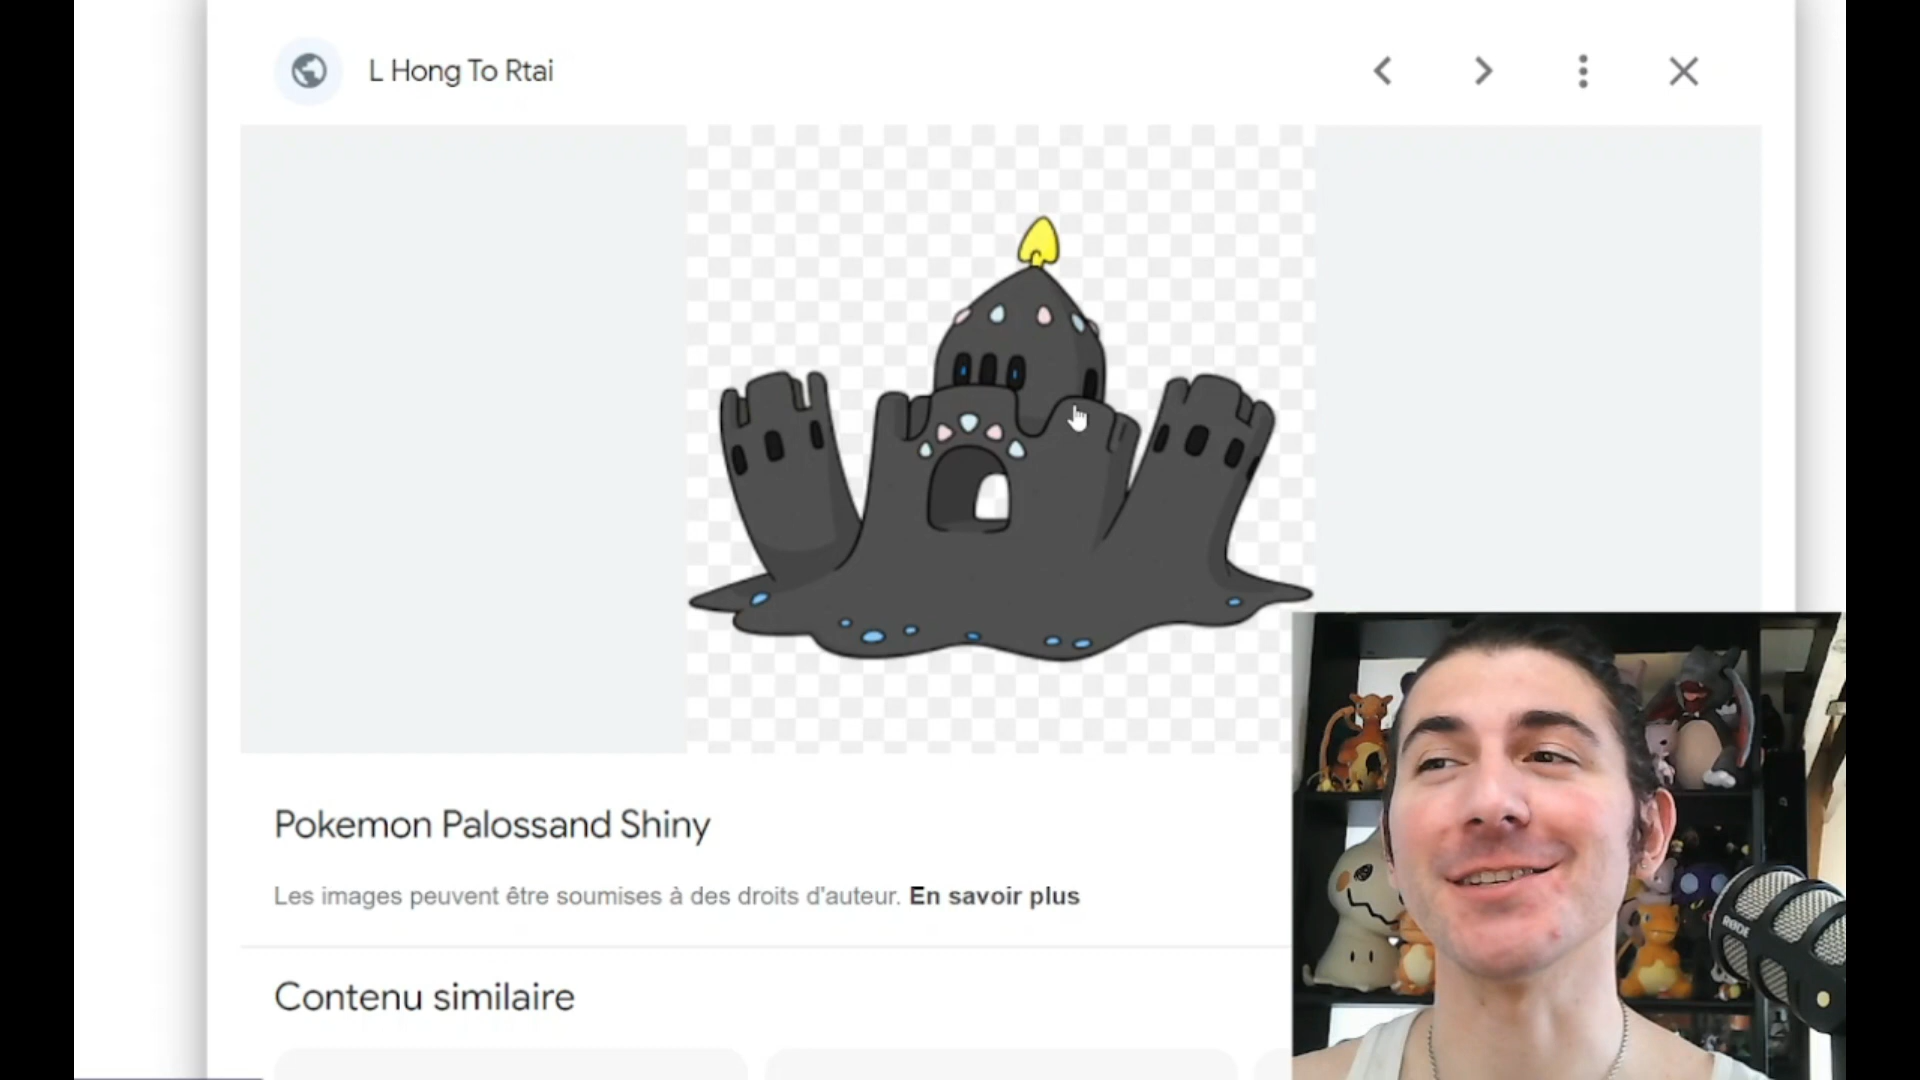 L Hong To Rtai
Pokemon Palossand Shiny
Les images peuvent être soumises à des droits d'auteur. En savoir plus
Contenu similaire
RØDE